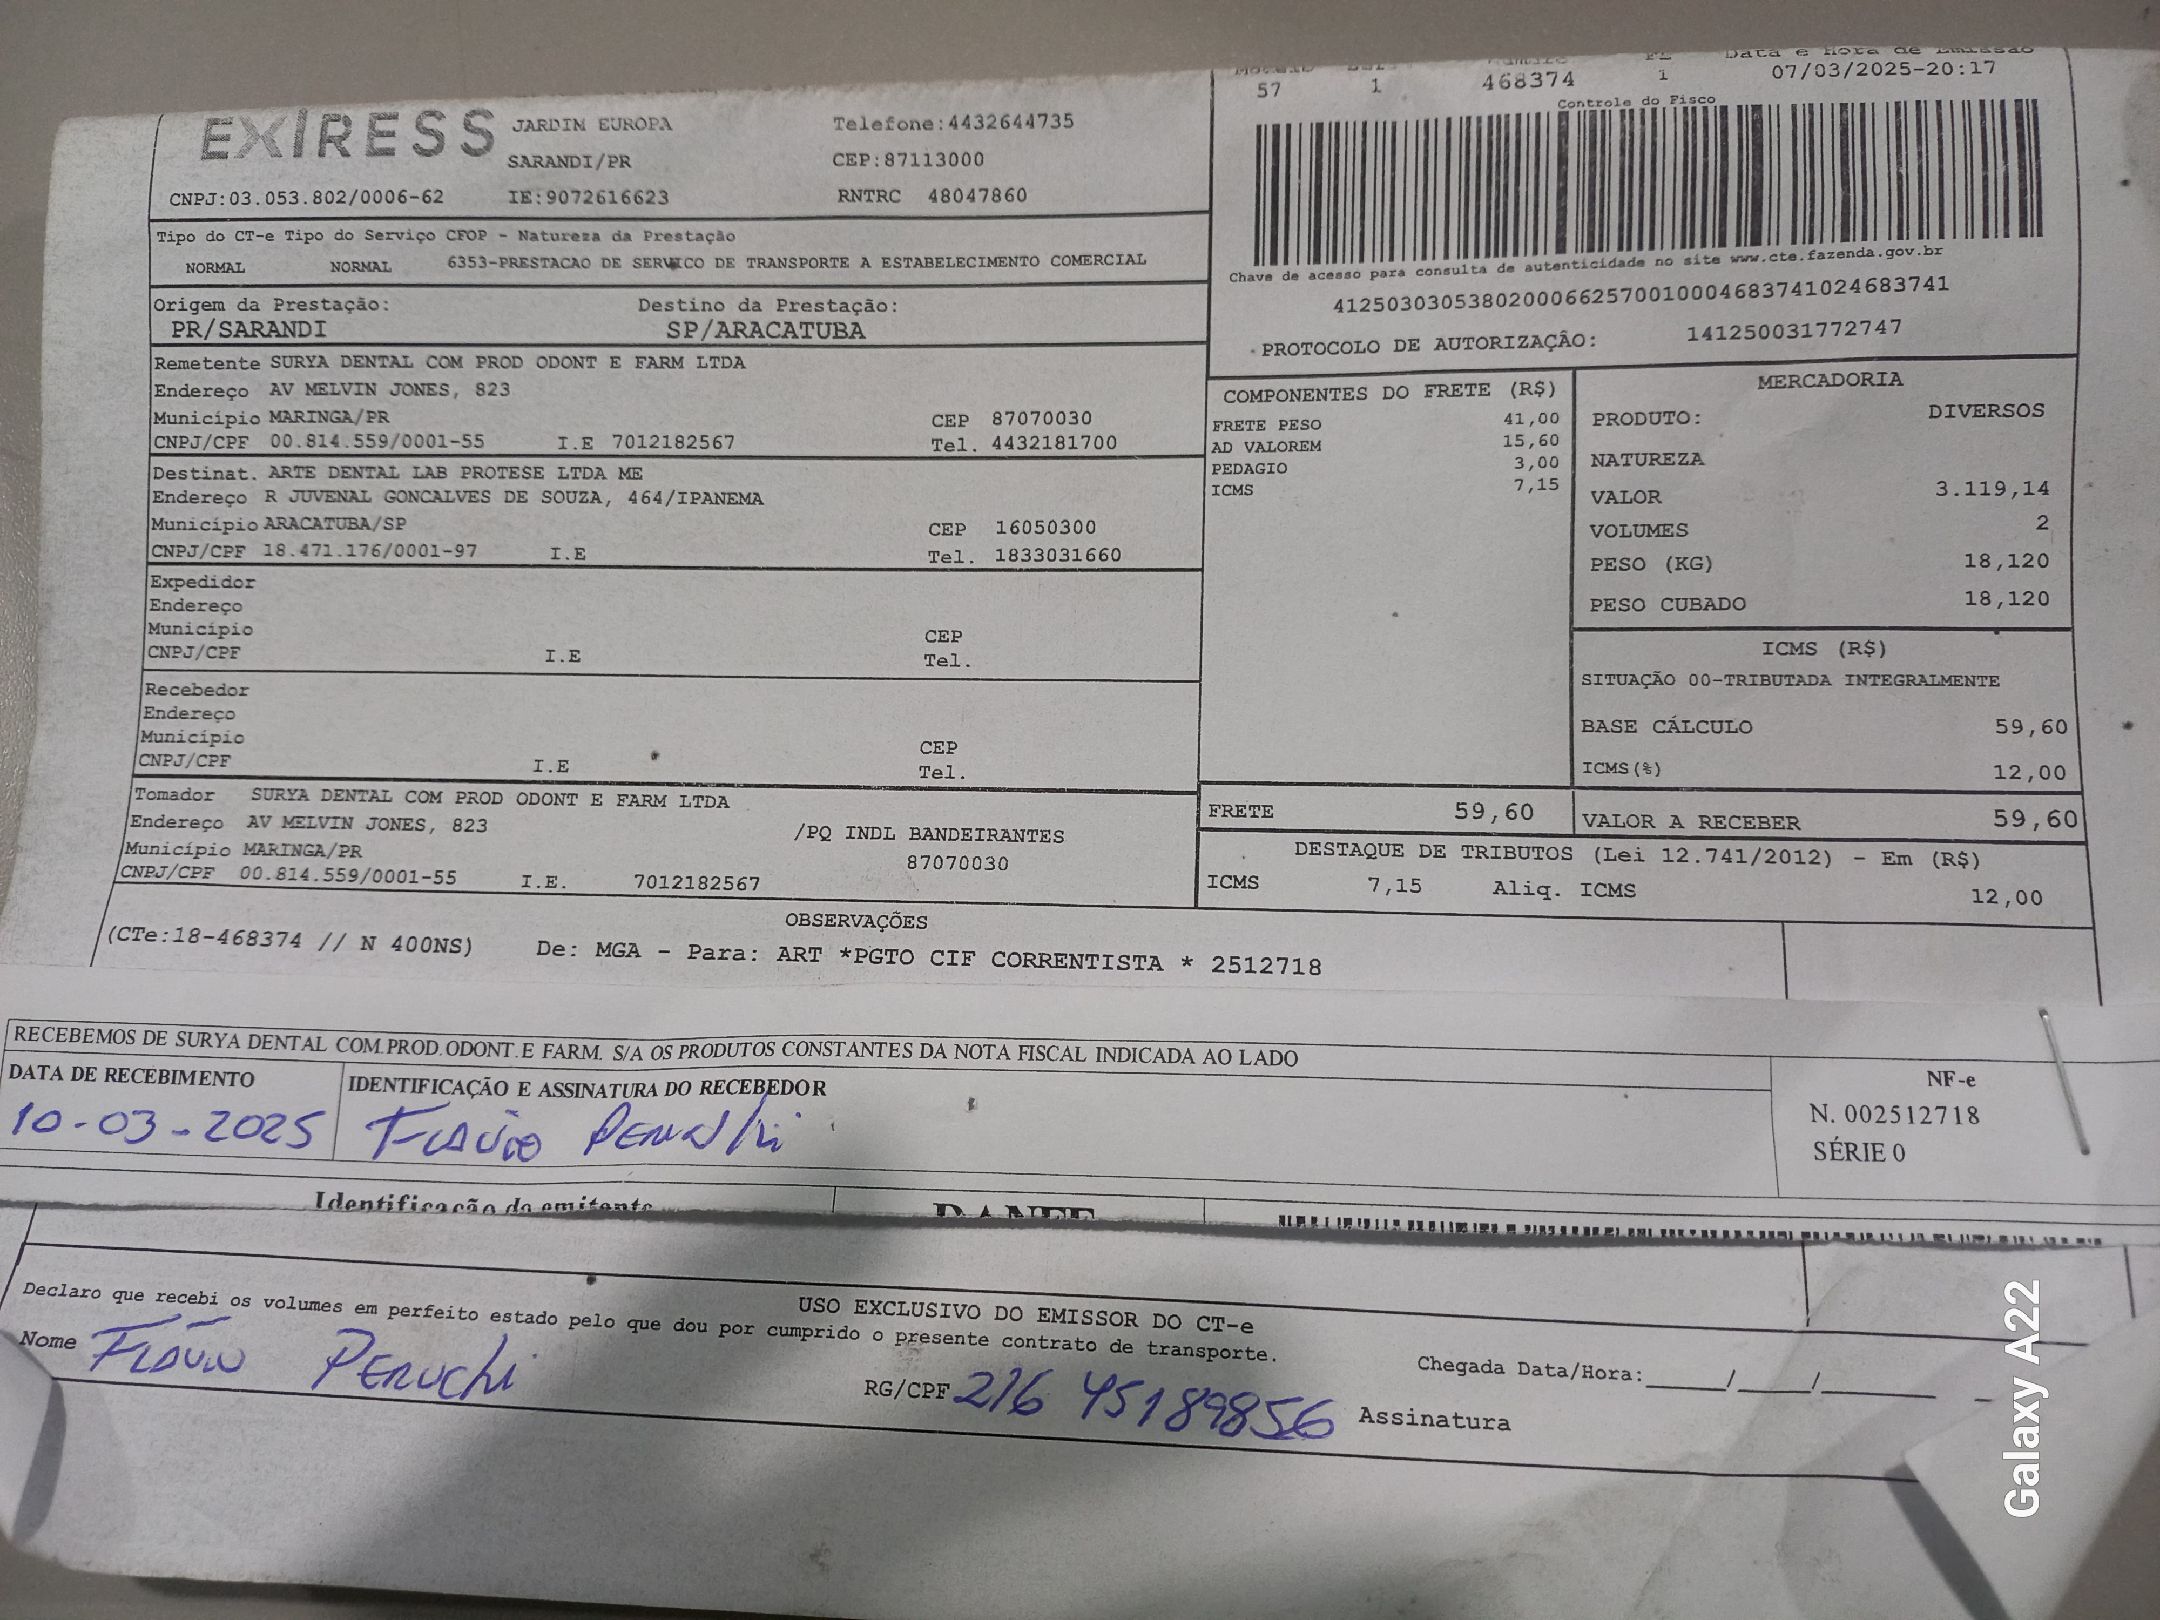 57 1 468374 1 07/03/2025-20:17
Data e Hora de Emissão
EXIRESS JARDIM EUROPA Telefone:4432644735
SARANDI/PR CEP:87113000
CNPJ:03.053.802/0006-62 IE:9072616623 RNTRC 48047860
Controle do Fisco
Chave de acesso para consulta de autenticidade no site www.cte.fazenda.gov.br
41250303053802000662570010004683741024683741
PROTOCOLO DE AUTORIZAÇÃO: 141250031772747
Tipo do CT-e Tipo do Serviço CFOP - Natureza da Prestação
NORMAL NORMAL 6353-PRESTACAO DE SERVICO DE TRANSPORTE A ESTABELECIMENTO COMERCIAL
Origem da Prestação: Destino da Prestação:
PR/SARANDI SP/ARACATUBA
Remetente SURYA DENTAL COM PROD ODONT E FARM LTDA
Endereço AV MELVIN JONES, 823
Município MARINGA/PR CEP 87070030
CNPJ/CPF 00.814.559/0001-55 I.E 7012182567 Tel. 4432181700
Destinat. ARTE DENTAL LAB PROTESE LTDA ME
Endereço R JUVENAL GONCALVES DE SOUZA, 464/IPANEMA
Município ARACATUBA/SP CEP 16050300
CNPJ/CPF 18.471.176/0001-97 I.E Tel. 1833031660
Expedidor
Endereço
Município CEP
CNPJ/CPF I.E Tel.
Recebedor
Endereço
Município CEP
CNPJ/CPF I.E Tel.
Tomador SURYA DENTAL COM PROD ODONT E FARM LTDA
Endereço AV MELVIN JONES, 823 /PQ INDL BANDEIRANTES
Município MARINGA/PR 87070030
CNPJ/CPF 00.814.559/0001-55 I.E. 7012182567
COMPONENTES DO FRETE (R$)
FRETE PESO 41,00
AD VALOREM 15,60
PEDAGIO 3,00
ICMS 7,15
MERCADORIA
PRODUTO: DIVERSOS
NATUREZA
VALOR 3.119,14
VOLUMES 2
PESO (KG) 18,120
PESO CUBADO 18,120
ICMS (R$)
SITUAÇÃO 00-TRIBUTADA INTEGRALMENTE
BASE CÁLCULO 59,60
ICMS(%) 12,00
FRETE 59,60 VALOR A RECEBER 59,60
DESTAQUE DE TRIBUTOS (Lei 12.741/2012) - Em (R$)
ICMS 7,15 Aliq. ICMS 12,00
OBSERVAÇÕES
(CTe:18-468374 // N 400NS) De: MGA - Para: ART *PGTO CIF CORRENTISTA * 2512718
RECEBEMOS DE SURYA DENTAL COM.PROD.ODONT.E FARM. S/A OS PRODUTOS CONSTANTES DA NOTA FISCAL INDICADA AO LADO
DATA DE RECEBIMENTO IDENTIFICAÇÃO E ASSINATURA DO RECEBEDOR
10-03-2025 Flávio Peruchi
NF-e
N. 002512718
SÉRIE 0
Identificação do emitente DANFE
USO EXCLUSIVO DO EMISSOR DO CT-e
Declaro que recebi os volumes em perfeito estado pelo que dou por cumprido o presente contrato de transporte.
Nome Flávio Peruchi RG/CPF 216 45189856 Assinatura
Chegada Data/Hora:____/____/______
Galaxy A22